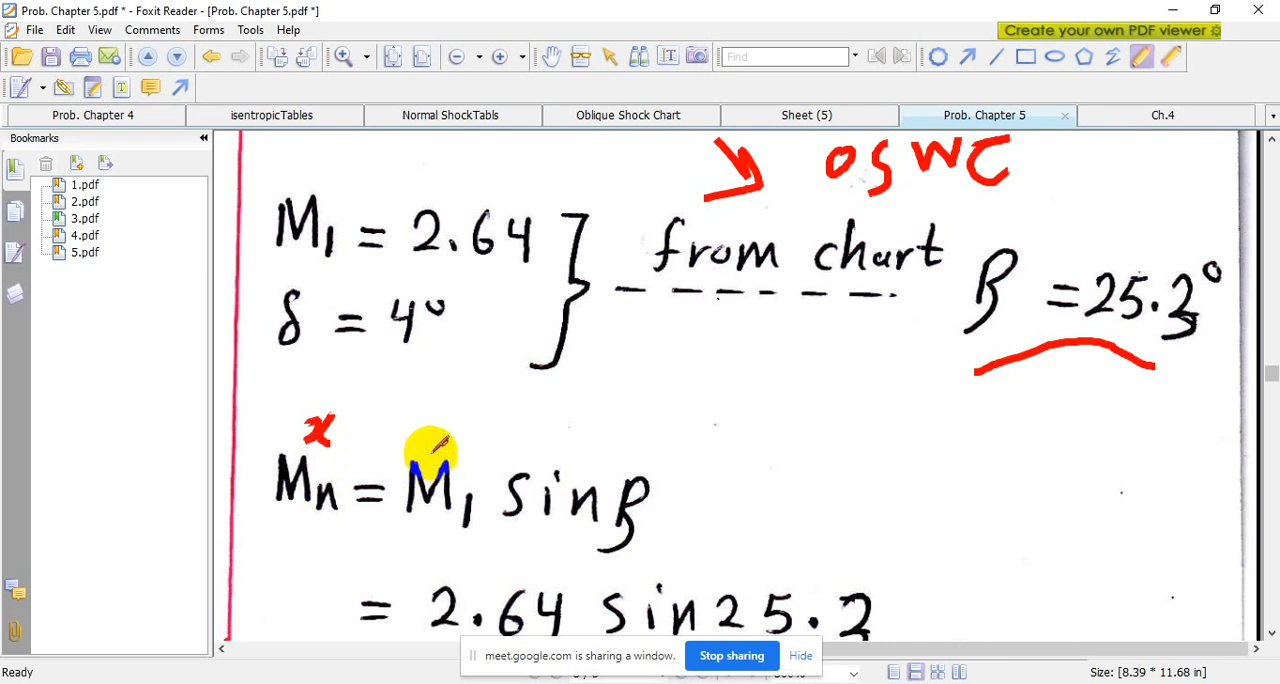 Prob. Chapter 5.pdf * - Foxit Reader - [Prob. Chapter 5.pdf *]
File Edit View Comments Forms Tools Help
Create your own PDF viewer
Find
Prob. Chapter 4 isentropicTables Normal ShockTabls Oblique Shock Chart Sheet (5) Prob. Chapter 5 Ch.4
Bookmarks
1.pdf
2.pdf
3.pdf
4.pdf
5.pdf
OSWC
M₁ = 2.64
from chart
β = 25.2°
δ = 4°
x
Mn = M₁ sinβ
= 2.64 sin 25.2
meet.google.com is sharing a window. Stop sharing Hide
Ready Size: [8.39 * 11.68 in]